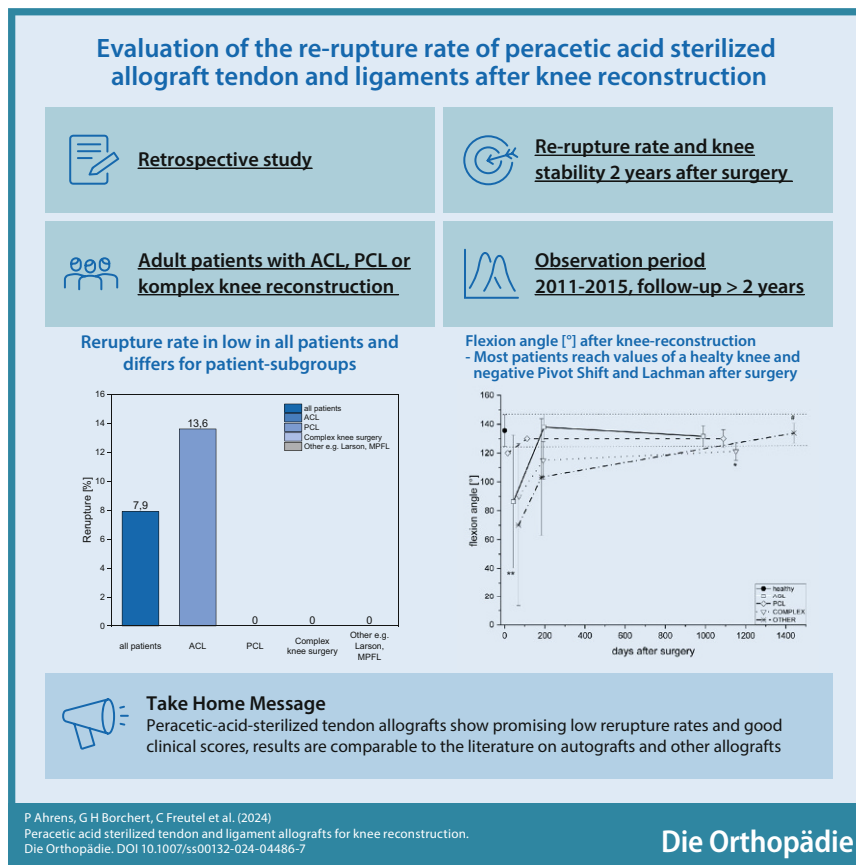 Evaluation of the re-rupture rate of peracetic acid sterilized
allograft tendon and ligaments after knee reconstruction
Retrospective study
Re-rupture rate and knee
stability 2 years after surgery
Adult patients with ACL, PCL or
komplex knee reconstruction
Observation period
2011-2015, follow-up > 2 years
Rerupture rate in low in all patients and
differs for patient-subgroups
16
14
12
10
8
6
4
2
0
Rerupture [%]
7,9
13,6
0
0
0
all patients
ACL
PCL
Complex knee surgery
Other e.g. Larson, MPFL
all patients
ACL
PCL
Complex
knee surgery
Other e.g.
Larson,
MPFL
Flexion angle [°] after knee-reconstruction
- Most patients reach values of a healty knee and
negative Pivot Shift and Lachman after surgery
160
140
120
100
80
60
40
20
0
flexion angle [°]
**
*
#
healthy
ACL
PCL
COMPLEX
OTHER
0
200
400
600
800
1000
1200
1400
days after surgery
Take Home Message
Peracetic-acid-sterilized tendon allografts show promising low rerupture rates and good
clinical scores, results are comparable to the literature on autografts and other allografts
P Ahrens, G H Borchert, C Freutel et al. (2024)
Peracetic acid sterilized tendon and ligament allografts for knee reconstruction.
Die Orthopädie. DOI 10.1007/ss00132-024-04486-7
Die Orthopädie